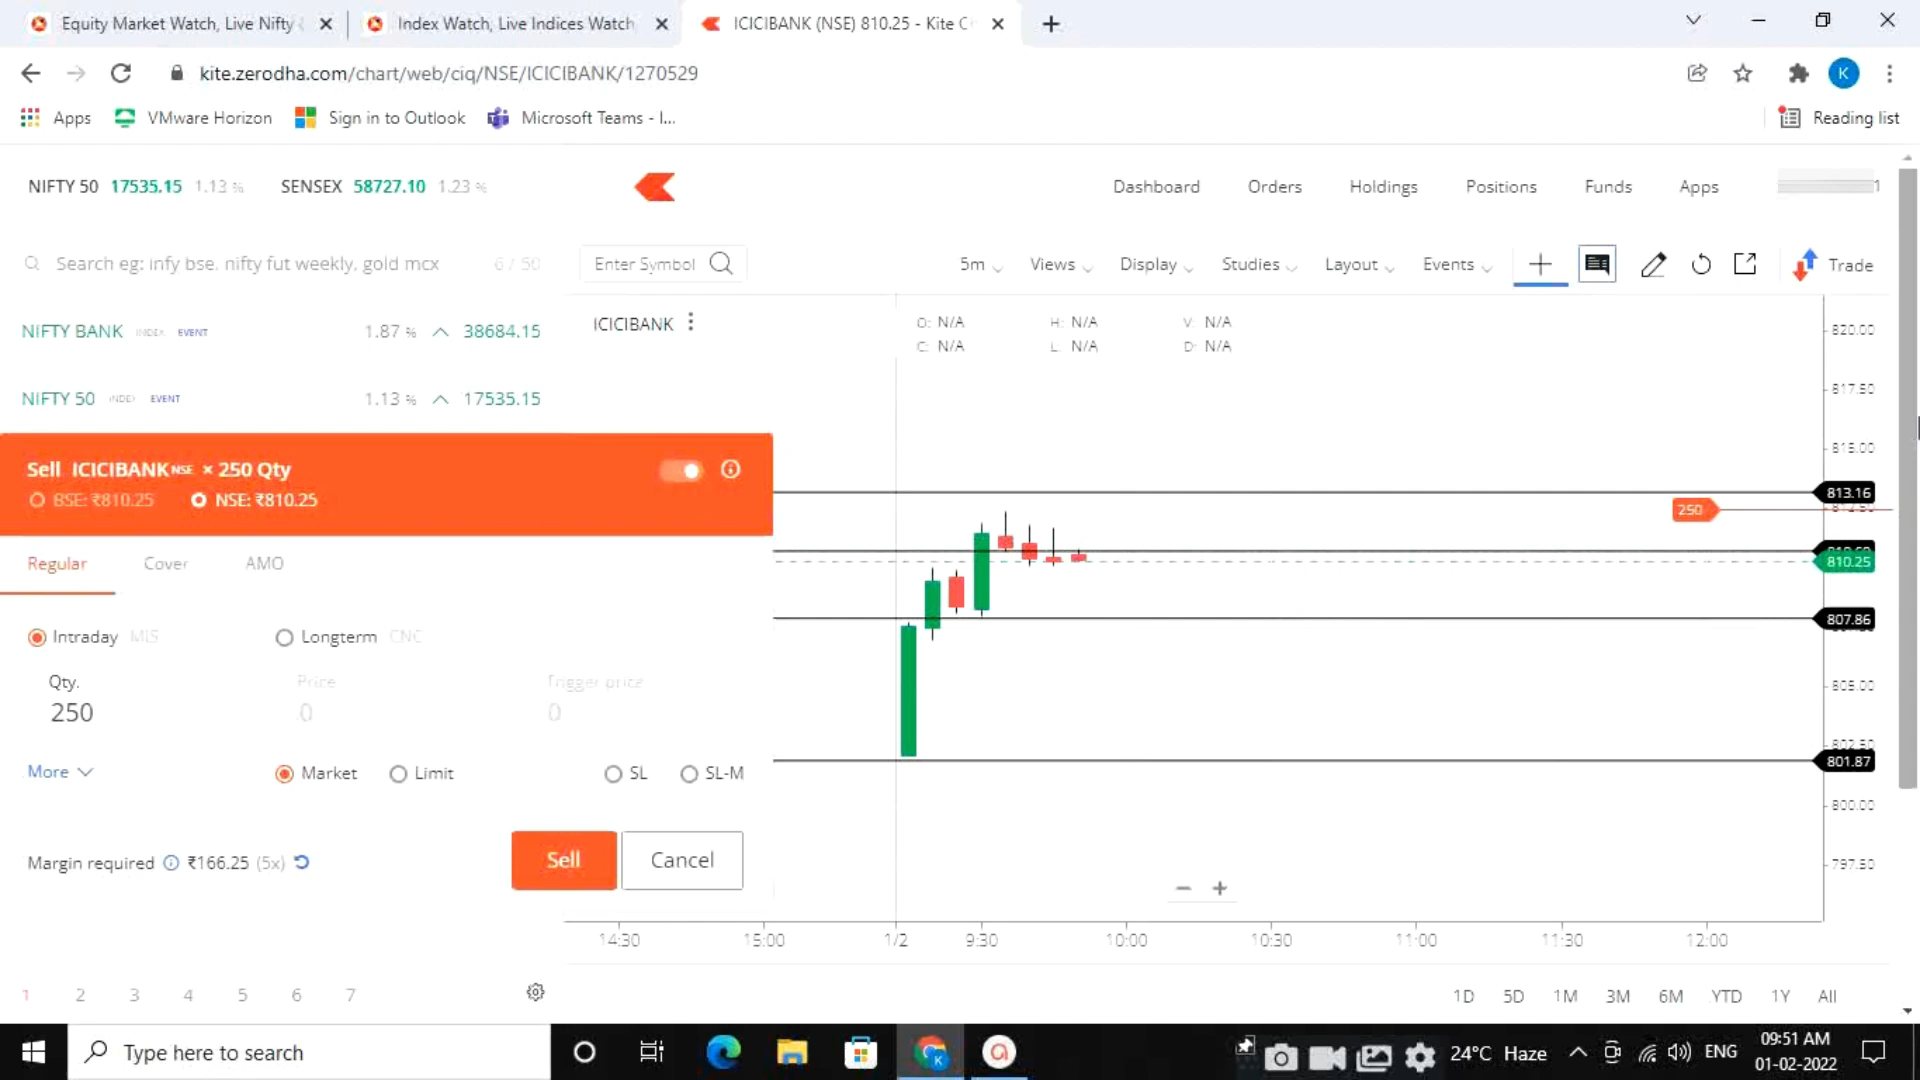 Equity Market Watch, Live Nifty
Index Watch, Live Indices Watch
ICICIBANK (NSE) 810.25 - Kite C
kite.zerodha.com/chart/web/ciq/NSE/ICICIBANK/1270529
K
Apps
VMware Horizon
Sign in to Outlook
Microsoft Teams - I...
Reading list
NIFTY 50 17535.15 1.13 %
SENSEX 58727.10 1.23 %
Dashboard
Orders
Holdings
Positions
Funds
Apps
1
Search eg: infy bse, nifty fut weekly, gold mcx
6 / 50
Enter Symbol
5m
Views
Display
Studies
Layout
Events
Trade
NIFTY BANK INDEX EVENT 1.87 % 38684.15
NIFTY 50 INDEX EVENT 1.13 % 17535.15
ICICIBANK
O: N/A H: N/A V: N/A
C: N/A L: N/A D: N/A
Sell ICICIBANK NSE × 250 Qty
BSE: ₹810.25 NSE: ₹810.25
Regular
Cover
AMO
Intraday MIS
Longterm CNC
Qty.
250
Price
0
Trigger price
0
More
Market
Limit
SL
SL-M
Margin required ₹166.25 (5x)
Sell
Cancel
1 2 3 4 5 6 7
820.00
817.50
815.00
813.16
250
810.25
807.86
805.00
802.50
801.87
800.00
797.50
14:30 15:00 1/2 9:30 10:00 10:30 11:00 11:30 12:00
1D 5D 1M 3M 6M YTD 1Y All
Type here to search
K
24°C Haze
ENG
09:51 AM
01-02-2022